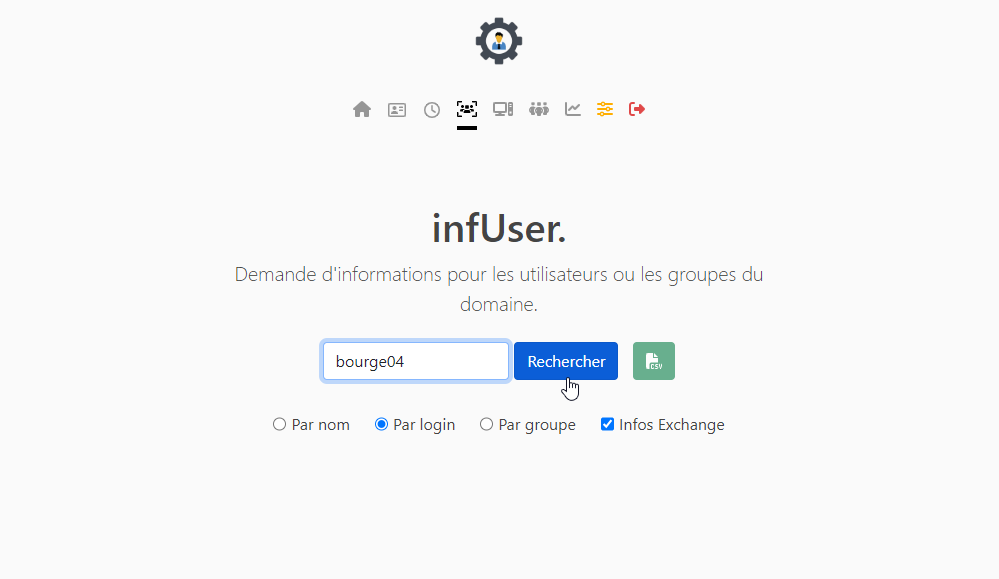 infUser.
Demande d'informations pour les utilisateurs ou les groupes du
domaine.
bourge04 Rechercher CSV
Par nom Par login Par groupe Infos Exchange